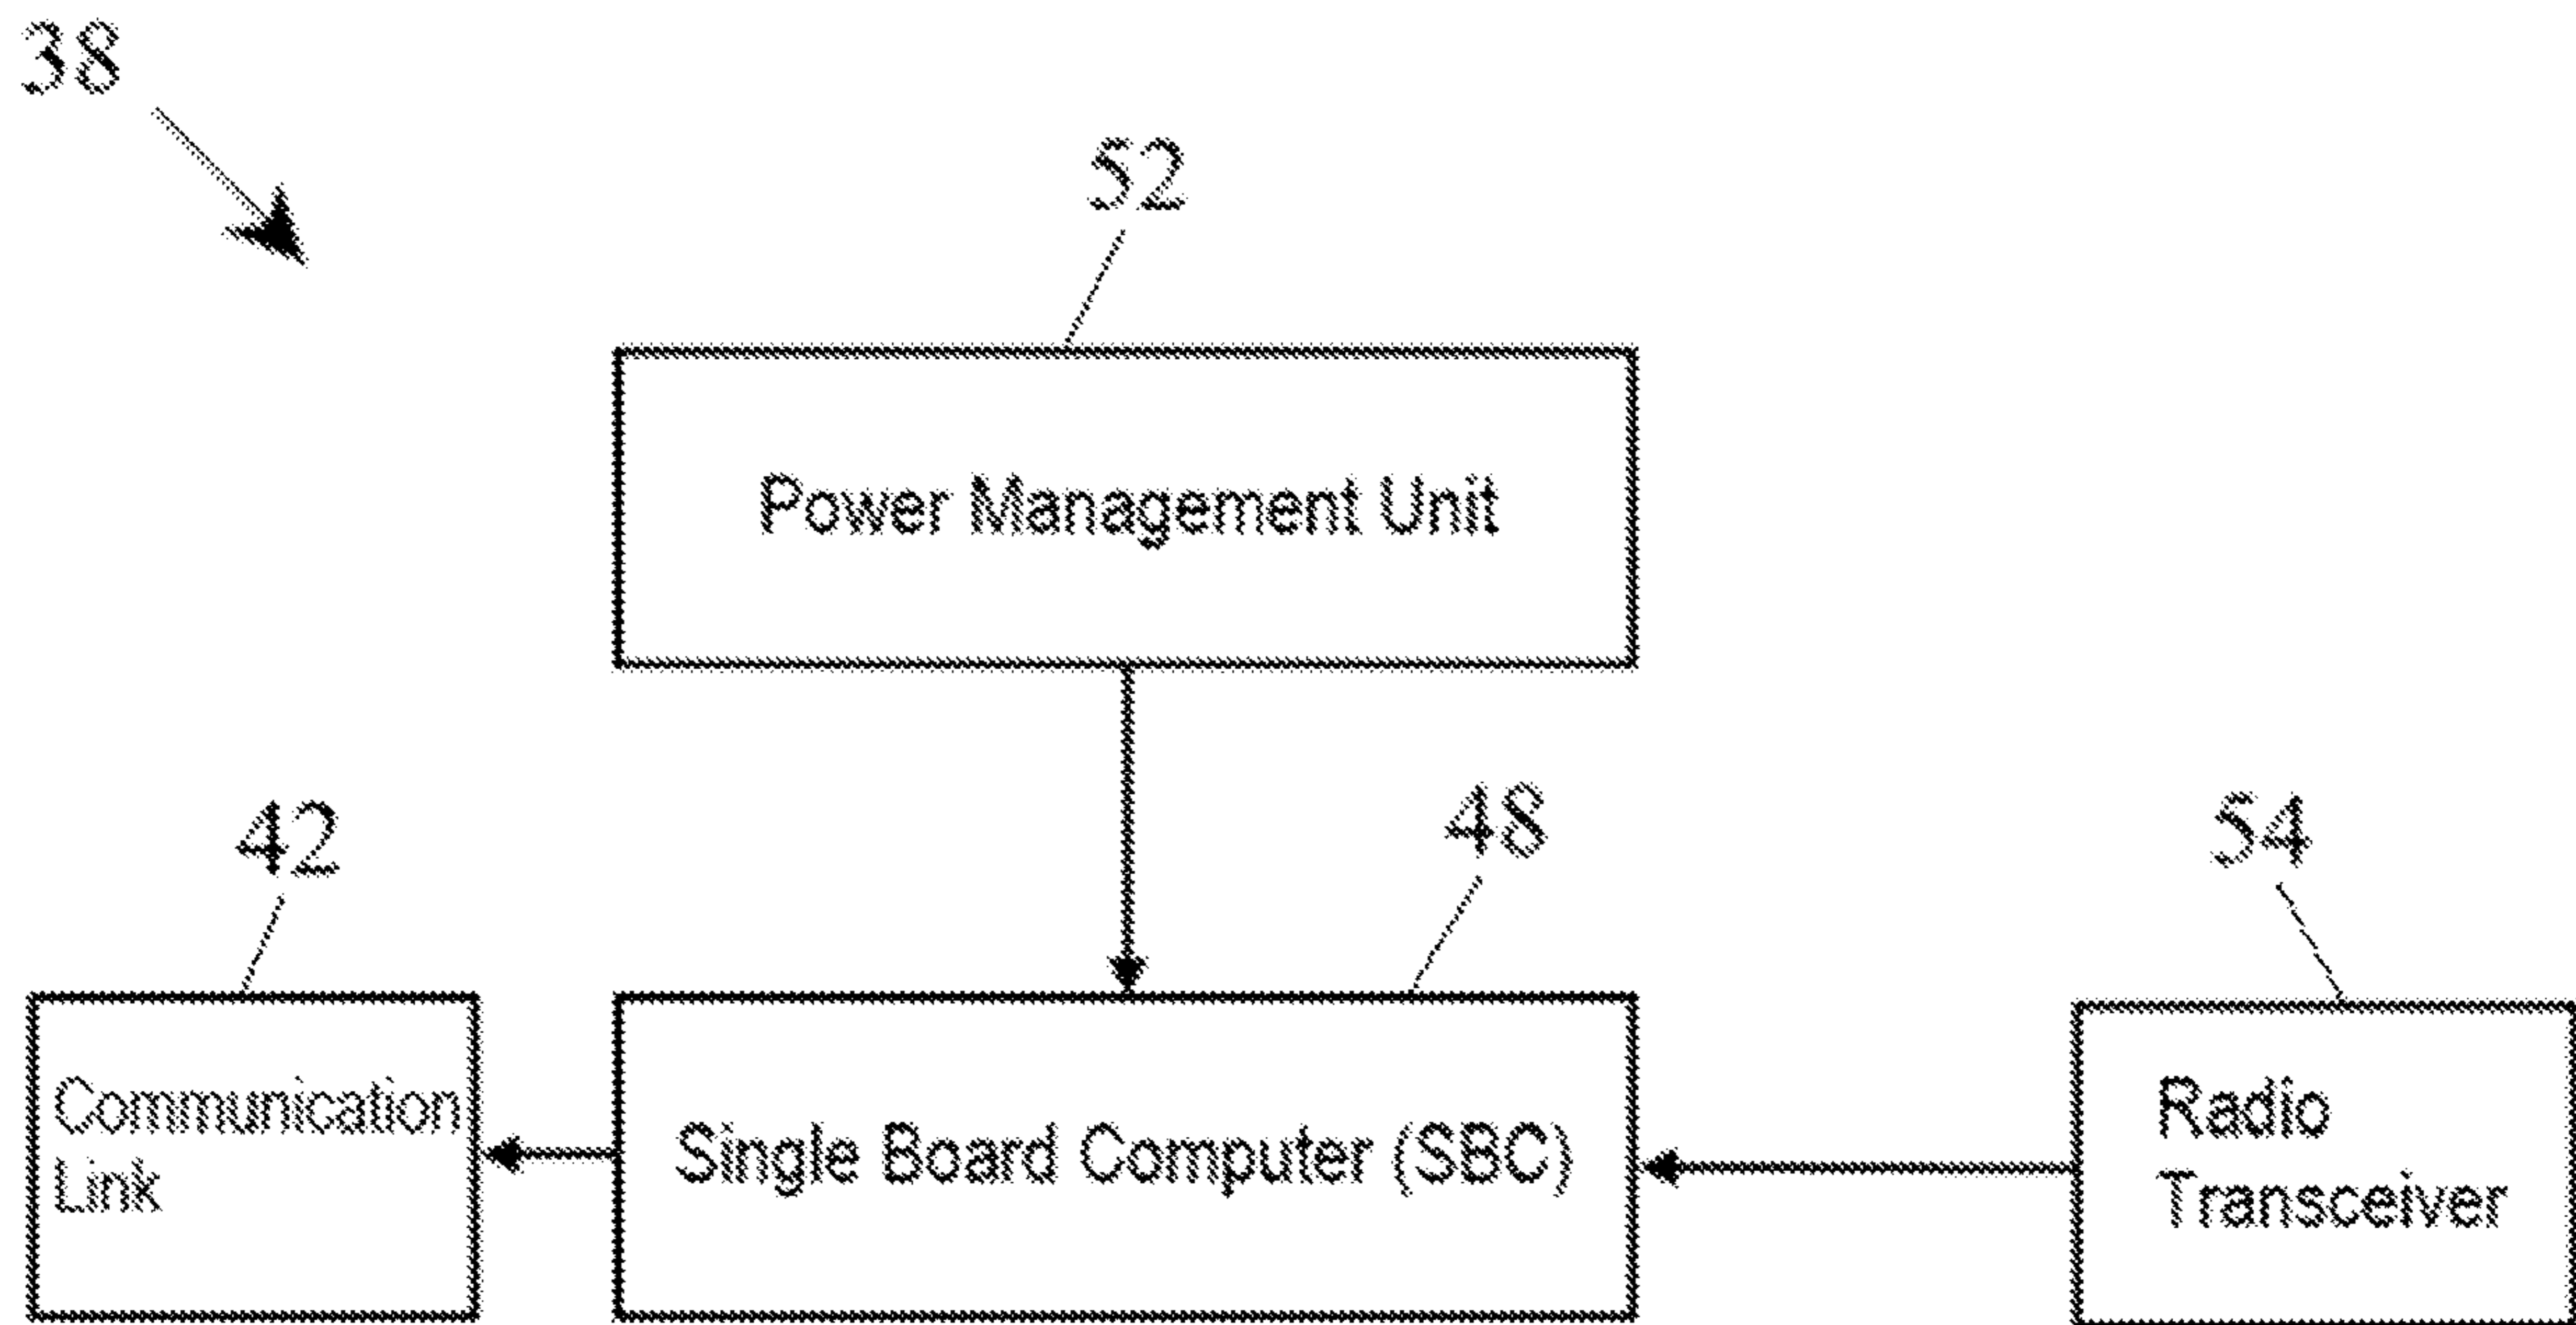 38
52
Power Management Unit
42
48
54
Communication
Link
Single Board Computer (SBC)
Radio
Transceiver